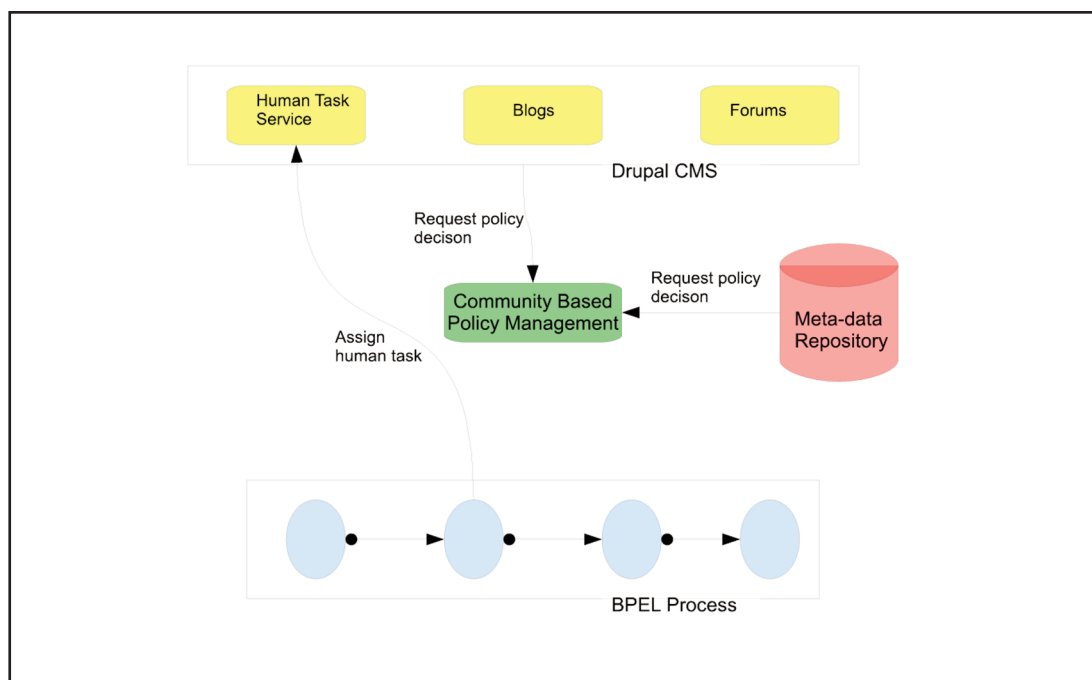 Human Task
Service
Blogs
Forums
Drupal CMS
Request policy
decison
Request policy
decison
Community Based
Policy Management
Meta-data
Repository
Assign
human task
BPEL Process